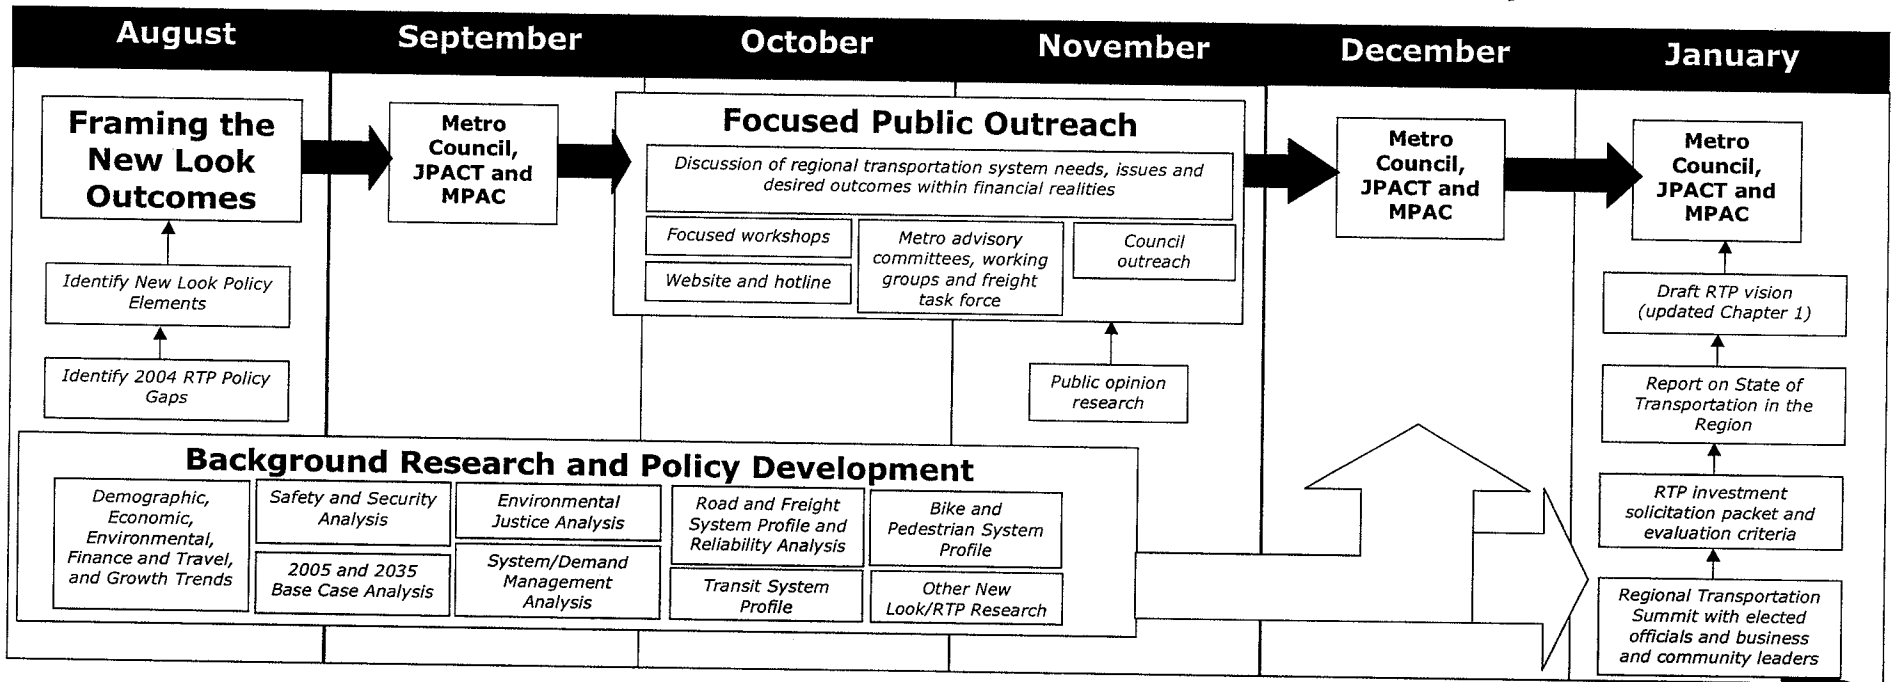 August
September
October
November
December
January
Framing the
New Look
Outcomes
Metro
Council,
JPACT and
MPAC
Focused Public Outreach
Discussion of regional transportation system needs, issues and
desired outcomes within financial realities
Focused workshops
Website and hotline
Metro advisory
committees, working
groups and freight
task force
Council
outreach
Metro
Council,
JPACT and
MPAC
Metro
Council,
JPACT and
MPAC
Identify New Look Policy
Elements
Identify 2004 RTP Policy
Gaps
Public opinion
research
Draft RTP vision
(updated Chapter 1)
Report on State of
Transportation in the
Region
RTP investment
solicitation packet and
evaluation criteria
Regional Transportation
Summit with elected
officials and business
and community leaders
Background Research and Policy Development
Demographic,
Economic,
Environmental,
Finance and Travel,
and Growth Trends
Safety and Security
Analysis
2005 and 2035
Base Case Analysis
Environmental
Justice Analysis
System/Demand
Management
Analysis
Road and Freight
System Profile and
Reliability Analysis
Transit System
Profile
Bike and
Pedestrian System
Profile
Other New
Look/RTP Research